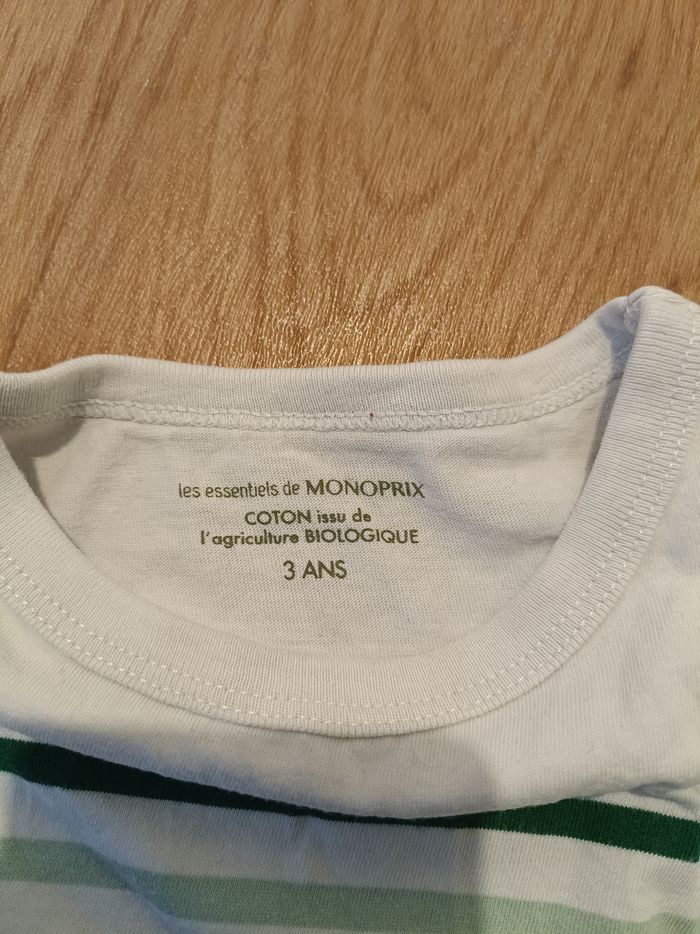 les essentiels de MONOPRIX
COTON issu de
l'agriculture BIOLOGIQUE
3 ANS